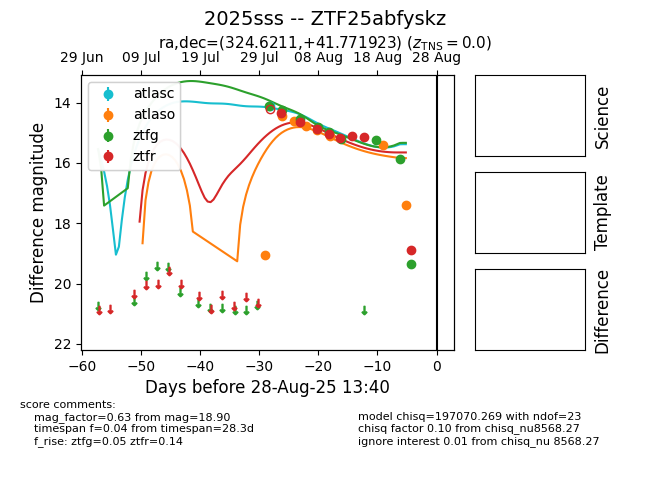 2025sss -- ZTF25abfyskz
ra,dec=(324.6211,+41.771923) (z_TNS = 0.0)
29 Jun 09 Jul 19 Jul 29 Jul 08 Aug 18 Aug 28 Aug
atlasc
atlaso
ztfg
ztfr
14
16
18
20
22
Difference magnitude
−60 −50 −40 −30 −20 −10 0
Days before 28-Aug-25 13:40
Science
Template
Difference
score comments:
mag_factor=0.63 from mag=18.90
timespan f=0.04 from timespan=28.3d
f_rise: ztfg=0.05 ztfr=0.14
model chisq=197070.269 with ndof=23
chisq factor 0.10 from chisq_nu8568.27
ignore interest 0.01 from chisq_nu 8568.27